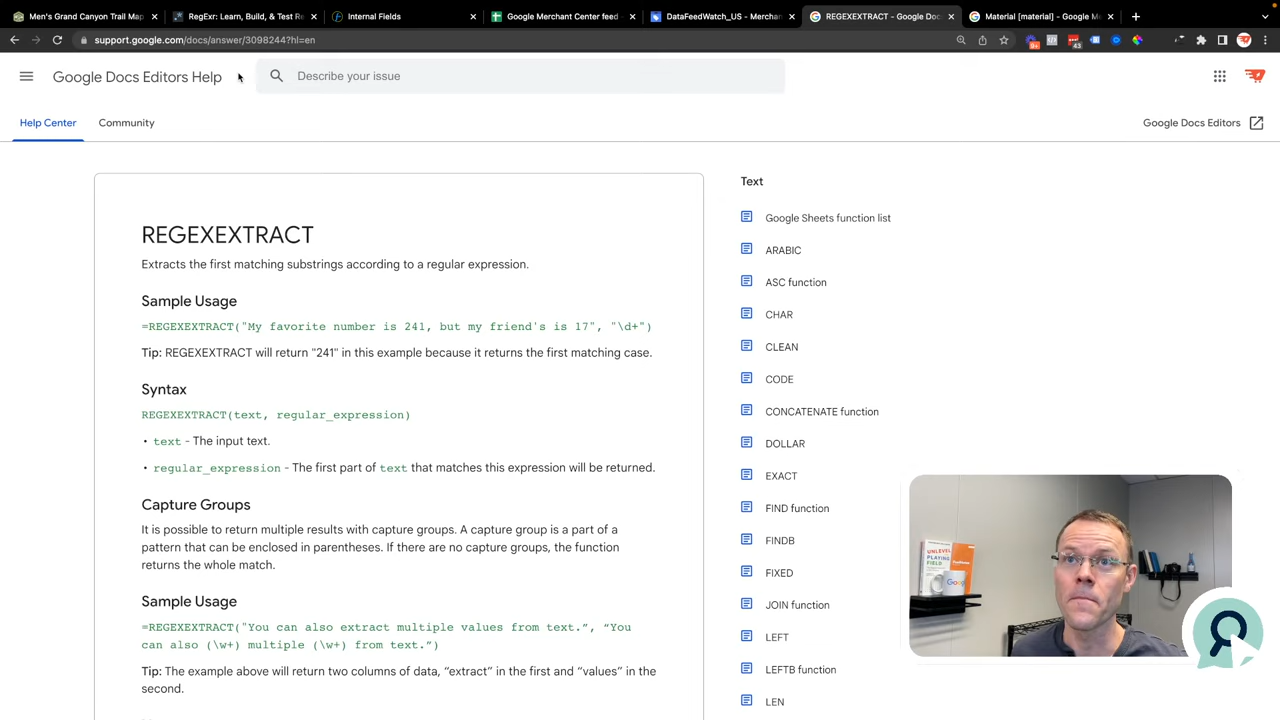 Men's Grand Canyon Trail Map
RegExr: Learn, Build, & Test Re
Internal Fields
Google Merchant Center feed
DataFeedWatch_US - Merchan
REGEXEXTRACT - Google Doc
Material [material] - Google Me
support.google.com/docs/answer/3098244?hl=en
Google Docs Editors Help
Describe your issue
Help Center
Community
Google Docs Editors
REGEXEXTRACT
Extracts the first matching substrings according to a regular expression.
Sample Usage
=REGEXEXTRACT("My favorite number is 241, but my friend's is 17", "\d+")
Tip: REGEXEXTRACT will return "241" in this example because it returns the first matching case.
Syntax
REGEXEXTRACT(text, regular_expression)
• text - The input text.
• regular_expression - The first part of text that matches this expression will be returned.
Capture Groups
It is possible to return multiple results with capture groups. A capture group is a part of a
pattern that can be enclosed in parentheses. If there are no capture groups, the function
returns the whole match.
Sample Usage
=REGEXEXTRACT("You can also extract multiple values from text.”, “You
can also (\w+) multiple (\w+) from text.”)
Tip: The example above will return two columns of data, “extract” in the first and “values” in the
second.
Text
Google Sheets function list
ARABIC
ASC function
CHAR
CLEAN
CODE
CONCATENATE function
DOLLAR
EXACT
FIND function
FINDB
FIXED
JOIN function
LEFT
LEFTB function
LEN
UNLEVEL
PLAYING
FIELD